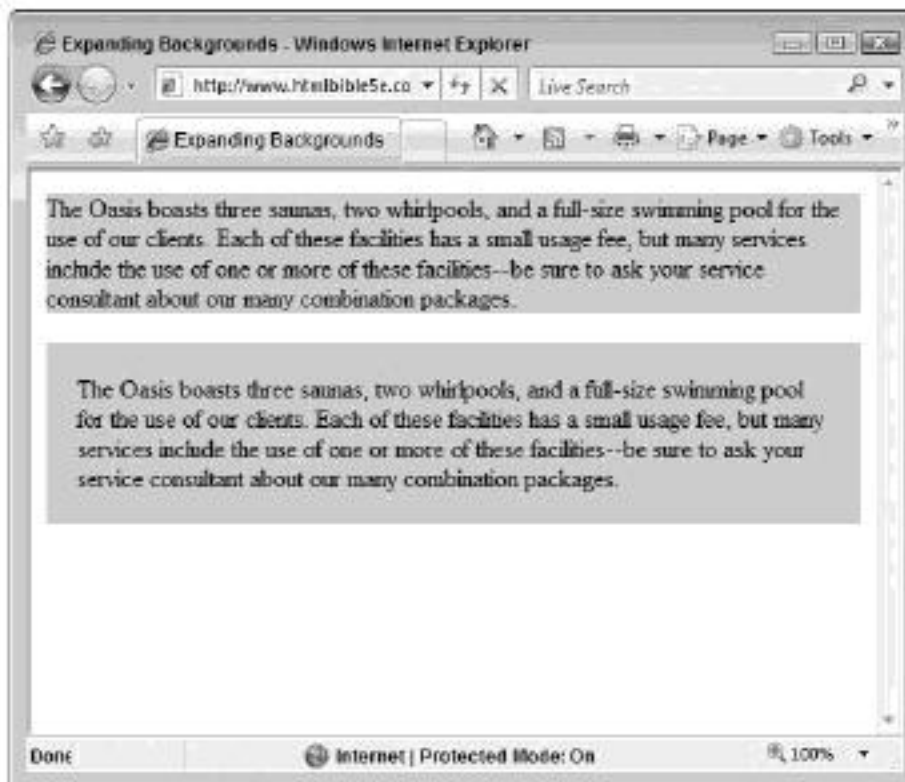 Expanding Backgrounds - Windows Internet Explorer
http://www.htmlbible5e.co Live Search
Expanding Backgrounds Page Tools »
The Oasis boasts three saunas, two whirlpools, and a full-size swimming pool for the
use of our clients. Each of these facilities has a small usage fee, but many services
include the use of one or more of these facilities--be sure to ask your service
consultant about our many combination packages.
The Oasis boasts three saunas, two whirlpools, and a full-size swimming pool
for the use of our clients. Each of these facilities has a small usage fee, but many
services include the use of one or more of these facilities--be sure to ask your
service consultant about our many combination packages.
Done Internet | Protected Mode: On 100%